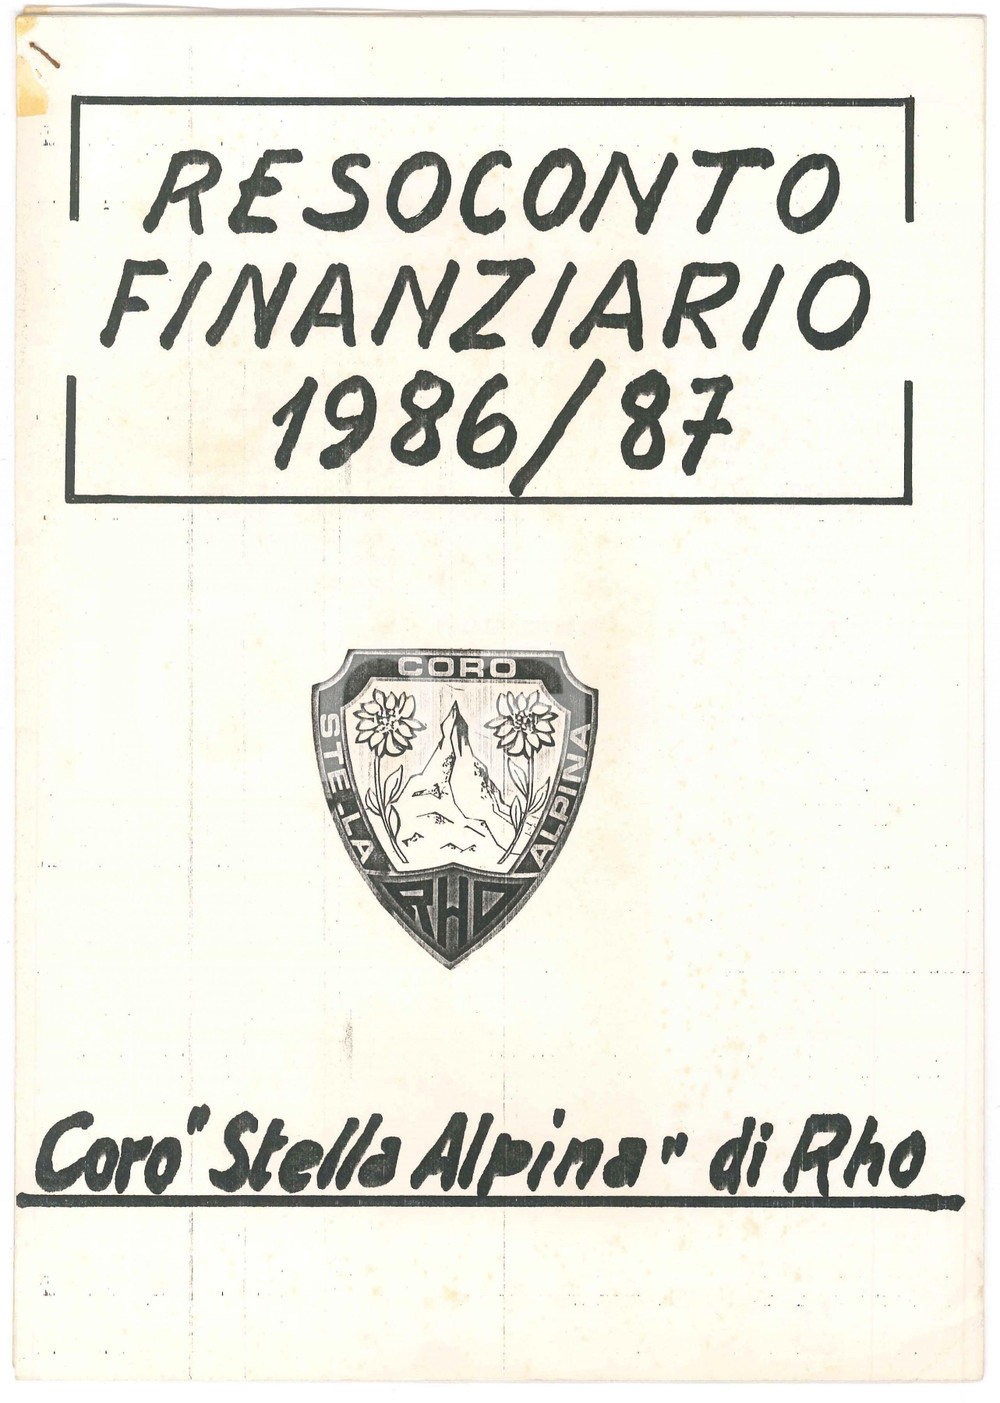 RESOCONTO
FINANZIARIO
1986/87
CORO
STELLA
ALPINA
RHO
Coro "Stella Alpina" di Rho